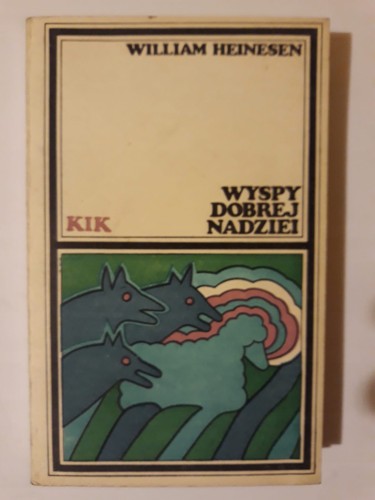 WILLIAM HEINESEN
WYSPY
DOBREJ
NADZIEI
KIK